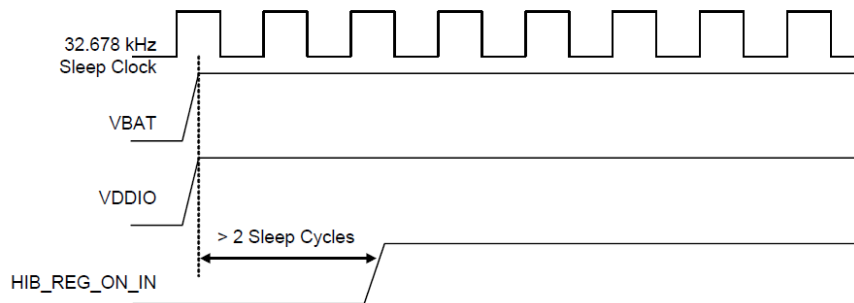 32.678 kHz
Sleep Clock
VBAT
VDDIO
> 2 Sleep Cycles
HIB_REG_ON_IN